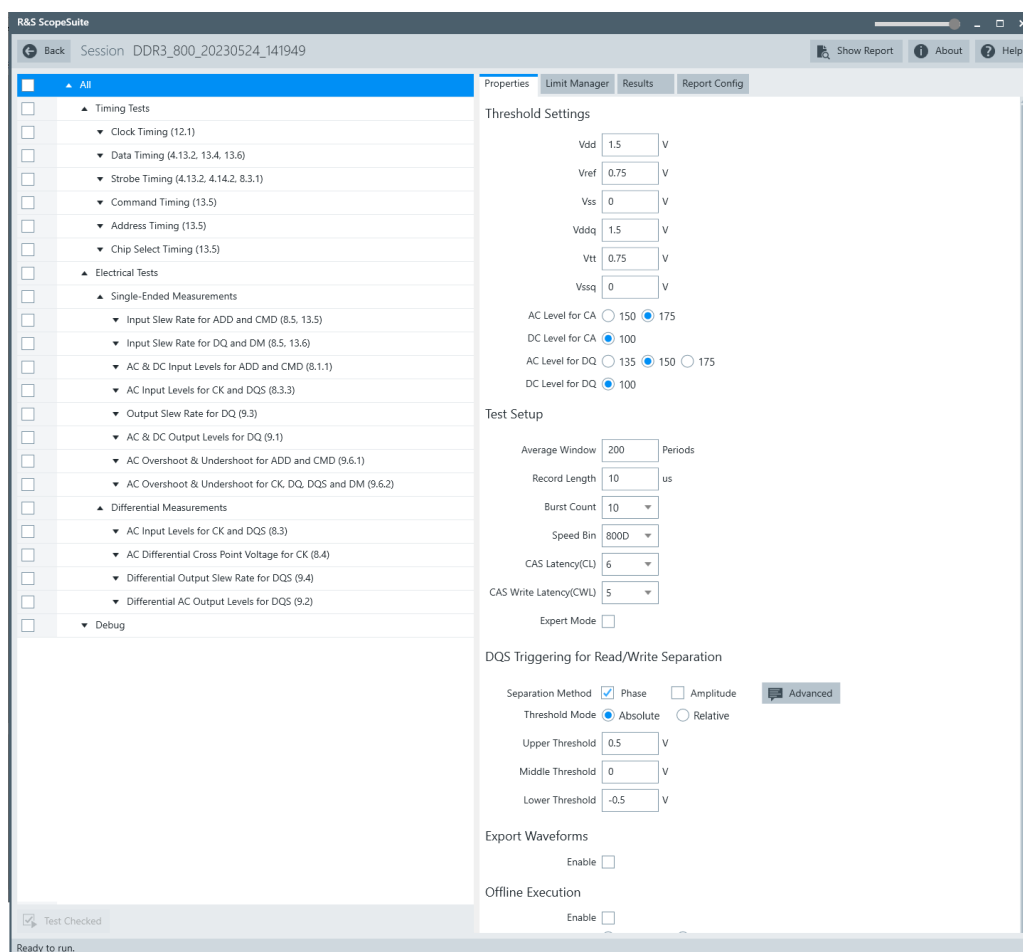 R&S ScopeSuite
Back Session DDR3_800_20230524_141949 Show Report About Help
All
Timing Tests
Clock Timing (12.1)
Data Timing (4.13.2, 13.4, 13.6)
Strobe Timing (4.13.2, 4.14.2, 8.3.1)
Command Timing (13.5)
Address Timing (13.5)
Chip Select Timing (13.5)
Electrical Tests
Single-Ended Measurements
Input Slew Rate for ADD and CMD (8.5, 13.5)
Input Slew Rate for DQ and DM (8.5, 13.6)
AC & DC Input Levels for ADD and CMD (8.1.1)
AC Input Levels for CK and DQS (8.3.3)
Output Slew Rate for DQ (9.3)
AC & DC Output Levels for DQ (9.1)
AC Overshoot & Undershoot for ADD and CMD (9.6.1)
AC Overshoot & Undershoot for CK, DQ, DQS and DM (9.6.2)
Differential Measurements
AC Input Levels for CK and DQS (8.3)
AC Differential Cross Point Voltage for CK (8.4)
Differential Output Slew Rate for DQS (9.4)
Differential AC Output Levels for DQS (9.2)
Debug
Test Checked
Properties Limit Manager Results Report Config
Threshold Settings
Vdd 1.5 V
Vref 0.75 V
Vss 0 V
Vddq 1.5 V
Vtt 0.75 V
Vssq 0 V
AC Level for CA 150 175
DC Level for CA 100
AC Level for DQ 135 150 175
DC Level for DQ 100
Test Setup
Average Window 200 Periods
Record Length 10 us
Burst Count 10
Speed Bin 800D
CAS Latency(CL) 6
CAS Write Latency(CWL) 5
Expert Mode
DQS Triggering for Read/Write Separation
Separation Method Phase Amplitude Advanced
Threshold Mode Absolute Relative
Upper Threshold 0.5 V
Middle Threshold 0 V
Lower Threshold -0.5 V
Export Waveforms
Enable
Offline Execution
Enable
Ready to run.